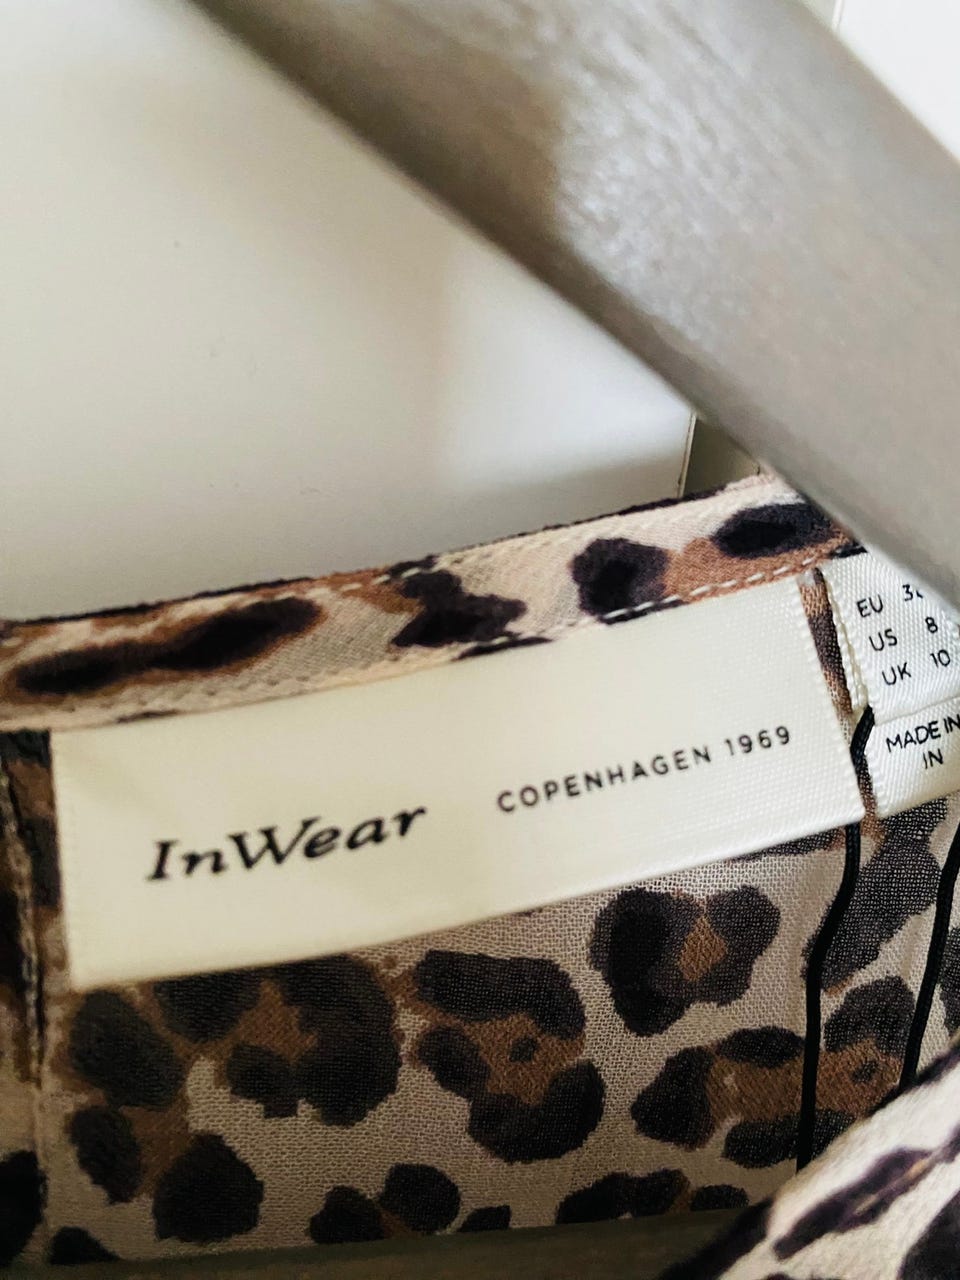 InWear COPENHAGEN 1969
EU
US 8
UK 10
MADE IN
IN